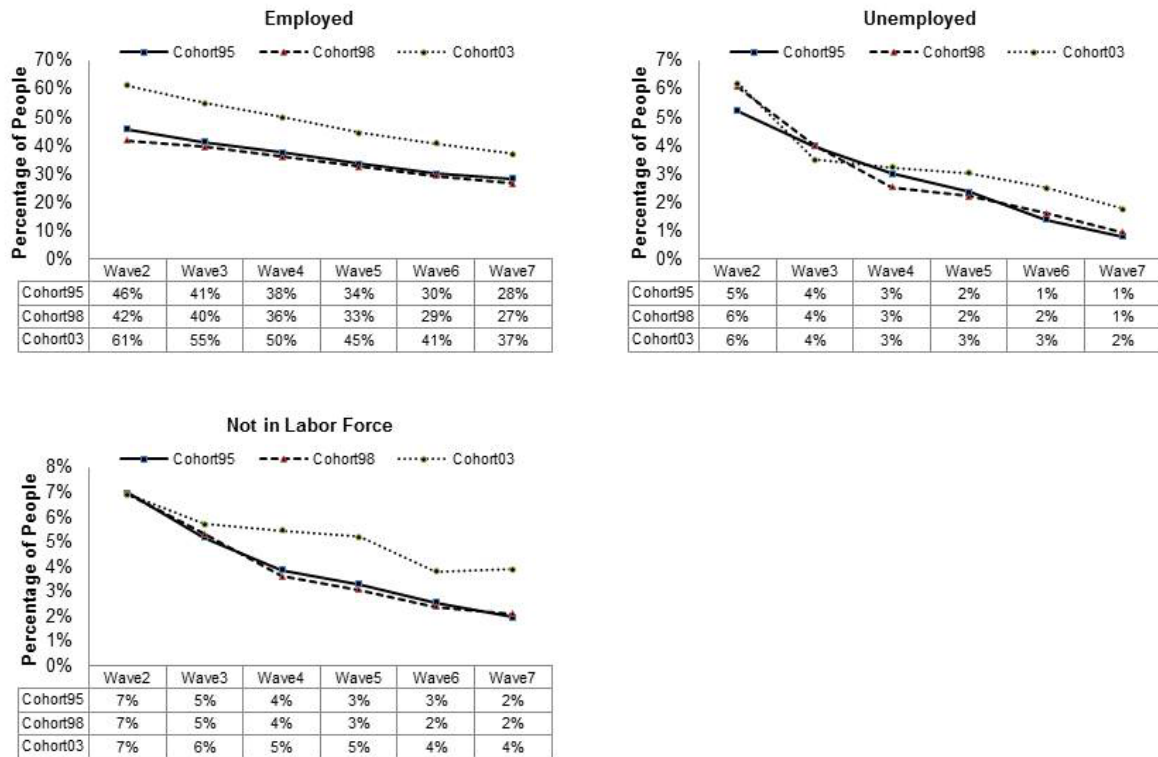 Employed
Cohort95 Cohort98 Cohort03
Percentage of People
70%
60%
50%
40%
30%
20%
10%
0%
Wave2 Wave3 Wave4 Wave5 Wave6 Wave7
Cohort95 46% 41% 38% 34% 30% 28%
Cohort98 42% 40% 36% 33% 29% 27%
Cohort03 61% 55% 50% 45% 41% 37%
Unemployed
Cohort95 Cohort98 Cohort03
Percentage of People
7%
6%
5%
4%
3%
2%
1%
0%
Wave2 Wave3 Wave4 Wave5 Wave6 Wave7
Cohort95 5% 4% 3% 2% 1% 1%
Cohort98 6% 4% 3% 2% 2% 1%
Cohort03 6% 4% 3% 3% 3% 2%
Not in Labor Force
Cohort95 Cohort98 Cohort03
Percentage of People
8%
7%
6%
5%
4%
3%
2%
1%
0%
Wave2 Wave3 Wave4 Wave5 Wave6 Wave7
Cohort95 7% 5% 4% 3% 3% 2%
Cohort98 7% 5% 4% 3% 2% 2%
Cohort03 7% 6% 5% 5% 4% 4%